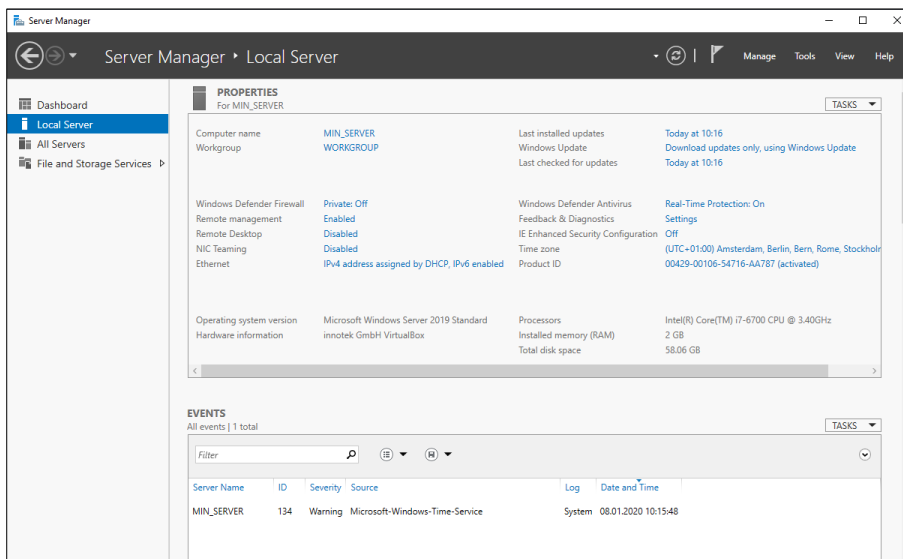 Server Manager
Server Manager ‣ Local Server
Manage Tools View Help
Dashboard
Local Server
All Servers
File and Storage Services
PROPERTIES
For MIN_SERVER
TASKS
Computer name MIN_SERVER Last installed updates Today at 10:16
Workgroup WORKGROUP Windows Update Download updates only, using Windows Update
Last checked for updates Today at 10:16
Windows Defender Firewall Private: Off Windows Defender Antivirus Real-Time Protection: On
Remote management Enabled Feedback & Diagnostics Settings
Remote Desktop Disabled IE Enhanced Security Configuration Off
NIC Teaming Disabled Time zone (UTC+01:00) Amsterdam, Berlin, Bern, Rome, Stockholm
Ethernet IPv4 address assigned by DHCP, IPv6 enabled Product ID 00429-00106-54716-AA787 (activated)
Operating system version Microsoft Windows Server 2019 Standard Processors Intel(R) Core(TM) i7-6700 CPU @ 3.40GHz
Hardware information innotek GmbH VirtualBox Installed memory (RAM) 2 GB
Total disk space 58.06 GB
EVENTS
All events | 1 total
TASKS
Filter
Server Name ID Severity Source Log Date and Time
MIN_SERVER 134 Warning Microsoft-Windows-Time-Service System 08.01.2020 10:15:48